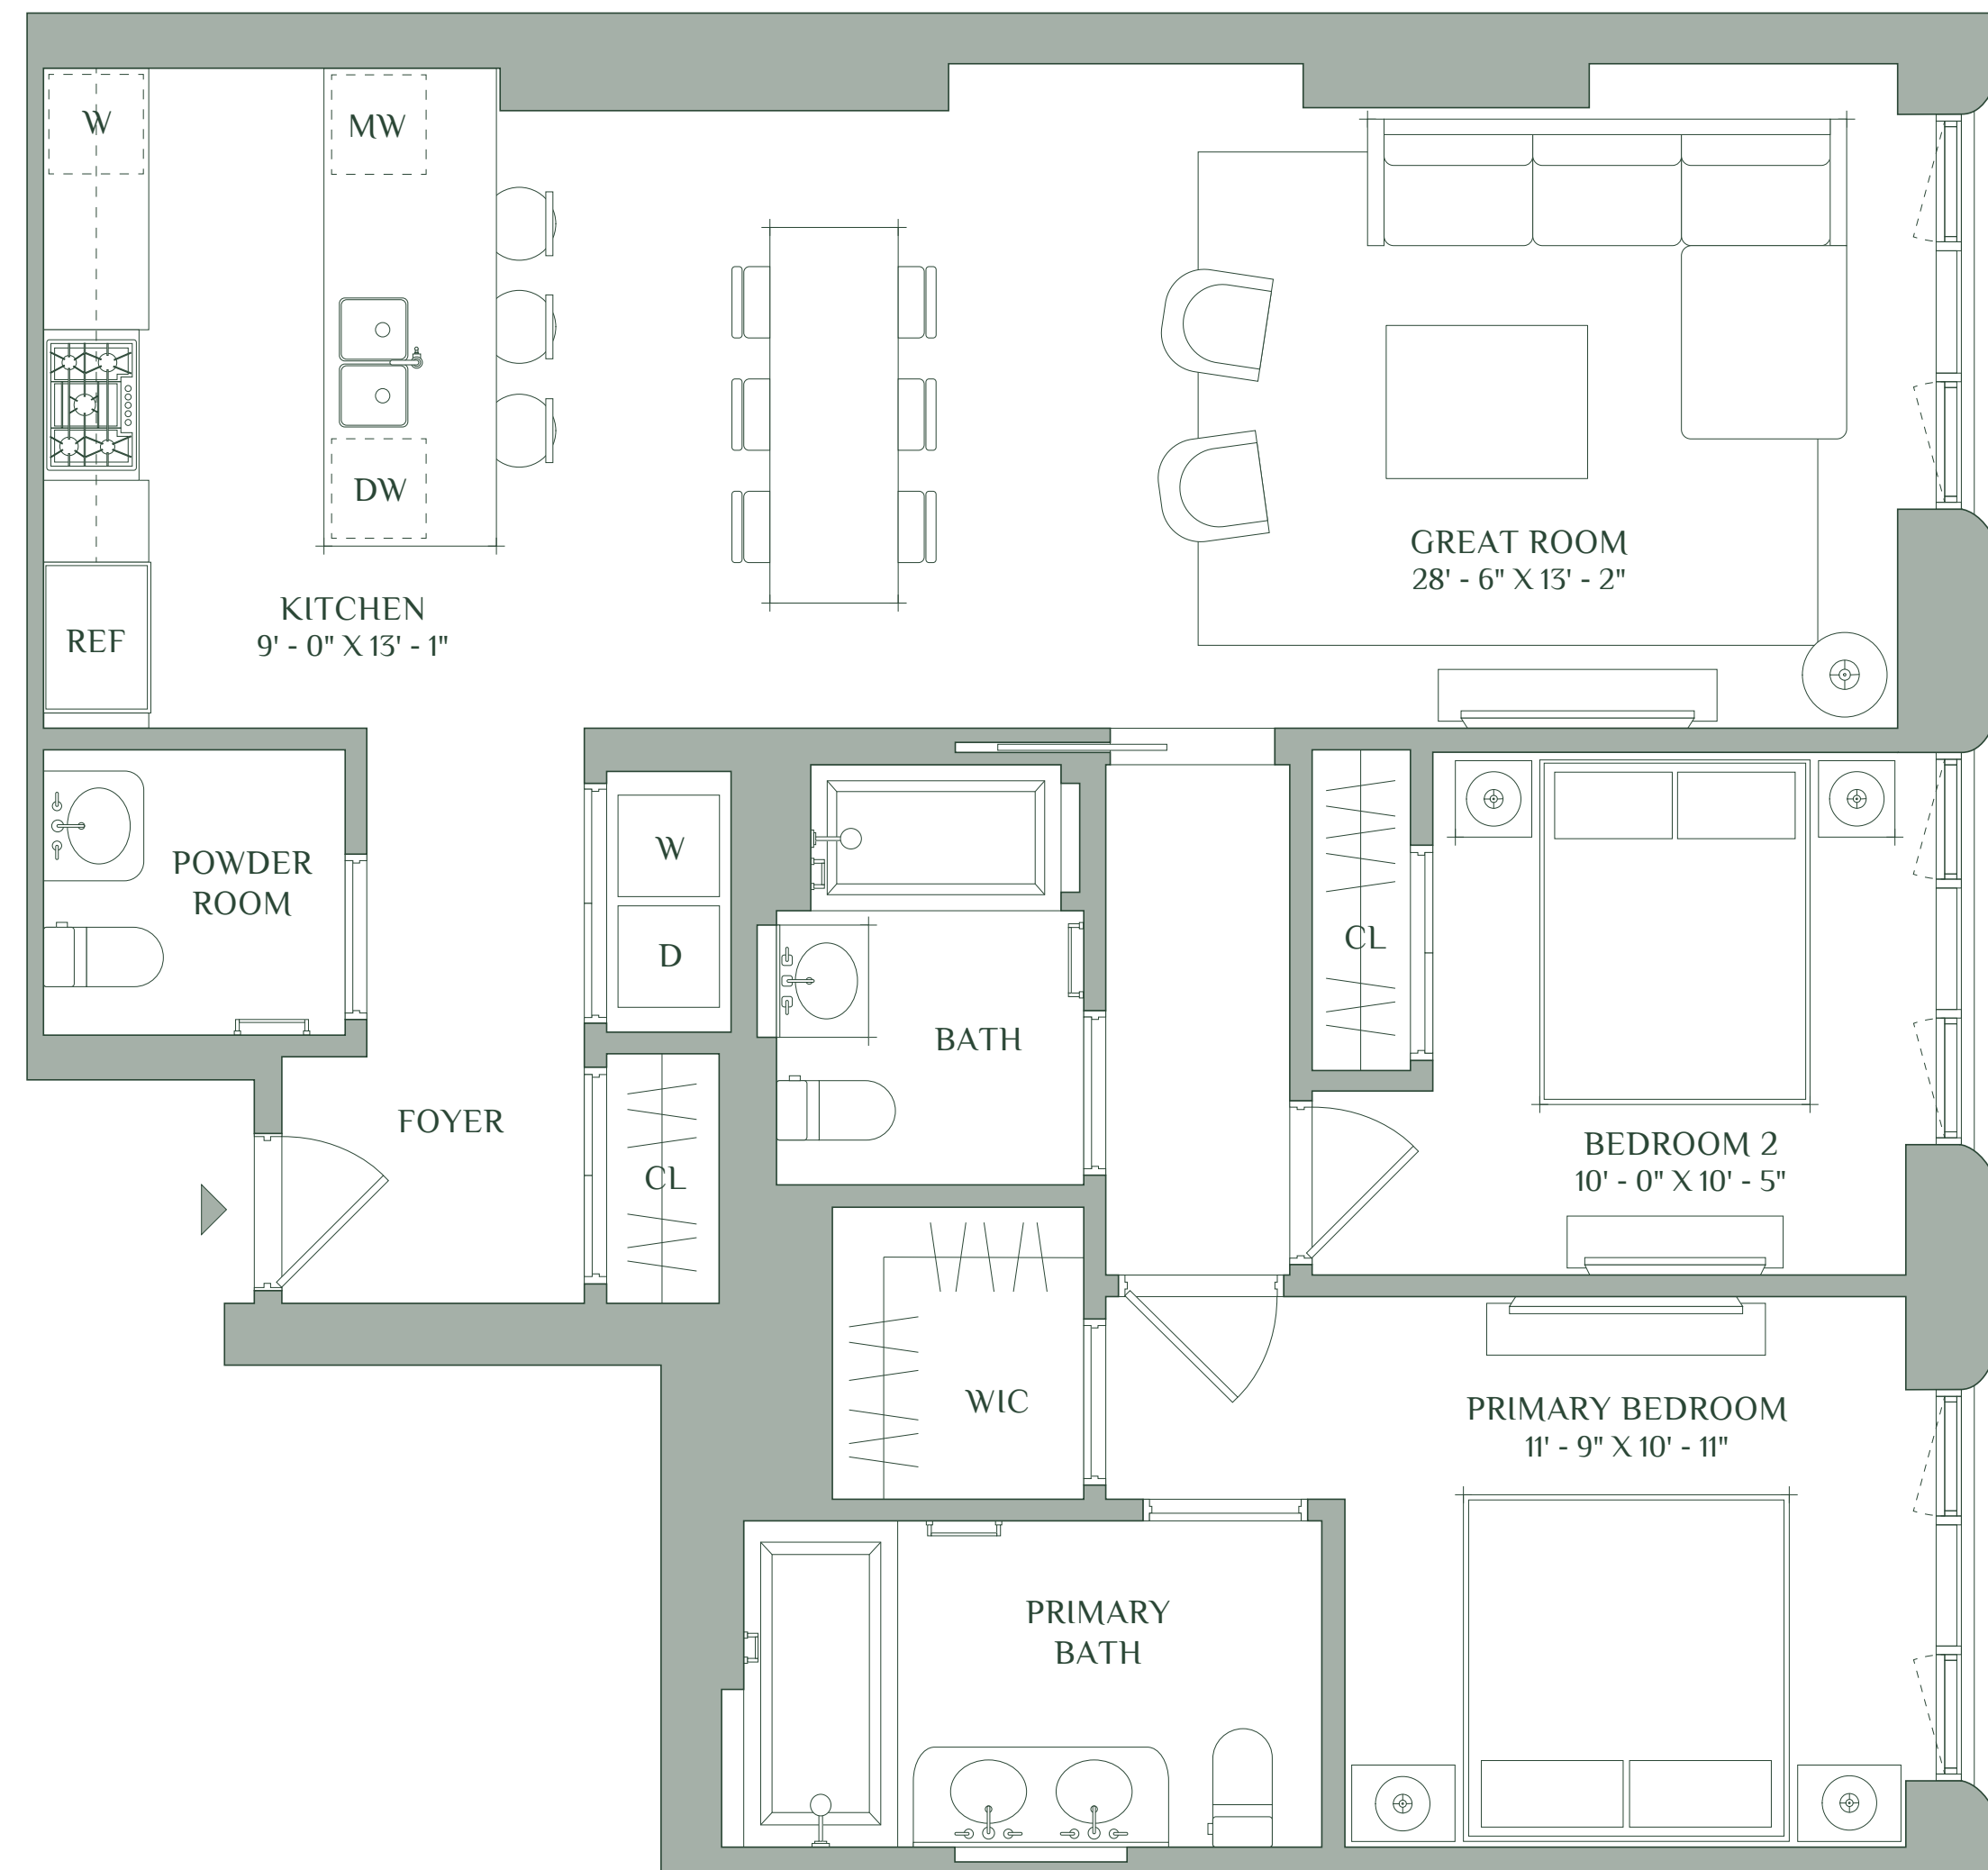 W
MW
DW
REF
KITCHEN
9' - 0" X 13' - 1"
GREAT ROOM
28' - 6" X 13' - 2"
POWDER
ROOM
W
D
BATH
CL
FOYER
CL
BEDROOM 2
10' - 0" X 10' - 5"
WIC
PRIMARY BEDROOM
11' - 9" X 10' - 11"
PRIMARY
BATH